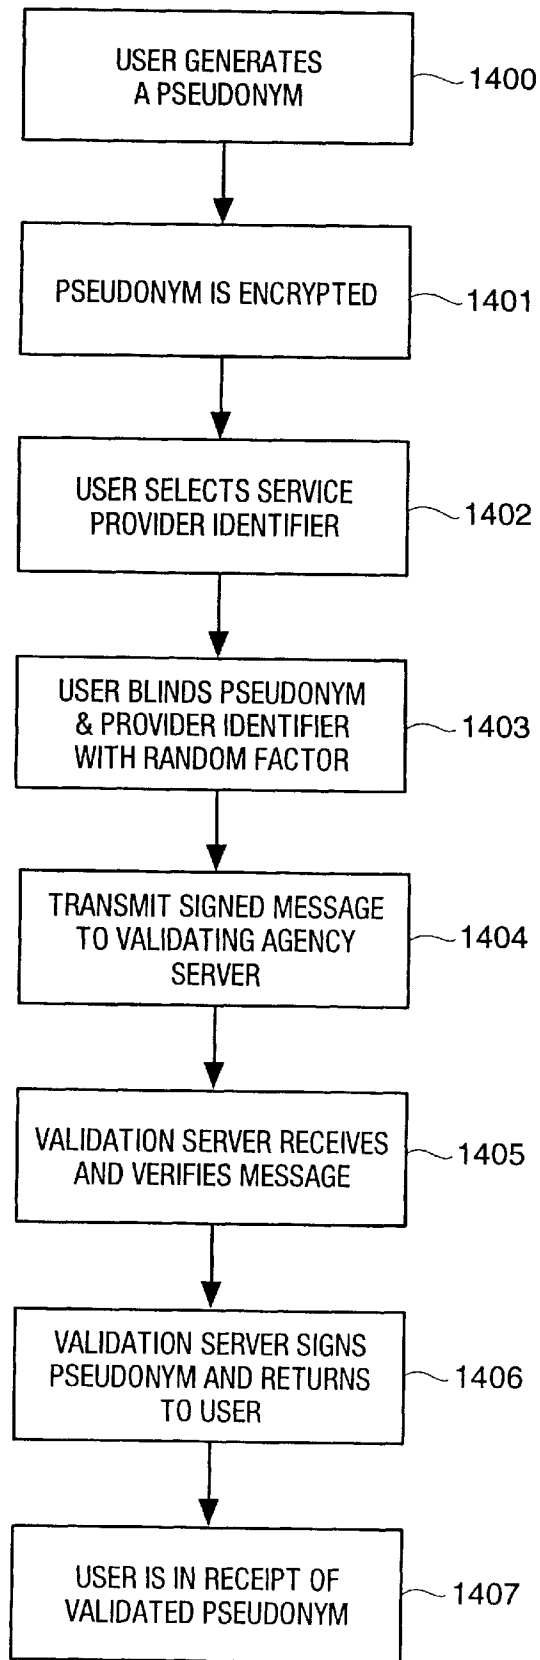 USER GENERATES
A PSEUDONYM
1400
PSEUDONYM IS ENCRYPTED
1401
USER SELECTS SERVICE
PROVIDER IDENTIFIER
1402
USER BLINDS PSEUDONYM
& PROVIDER IDENTIFIER
WITH RANDOM FACTOR
1403
TRANSMIT SIGNED MESSAGE
TO VALIDATING AGENCY
SERVER
1404
VALIDATION SERVER RECEIVES
AND VERIFIES MESSAGE
1405
VALIDATION SERVER SIGNS
PSEUDONYM AND RETURNS
TO USER
1406
USER IS IN RECEIPT OF
VALIDATED PSEUDONYM
1407